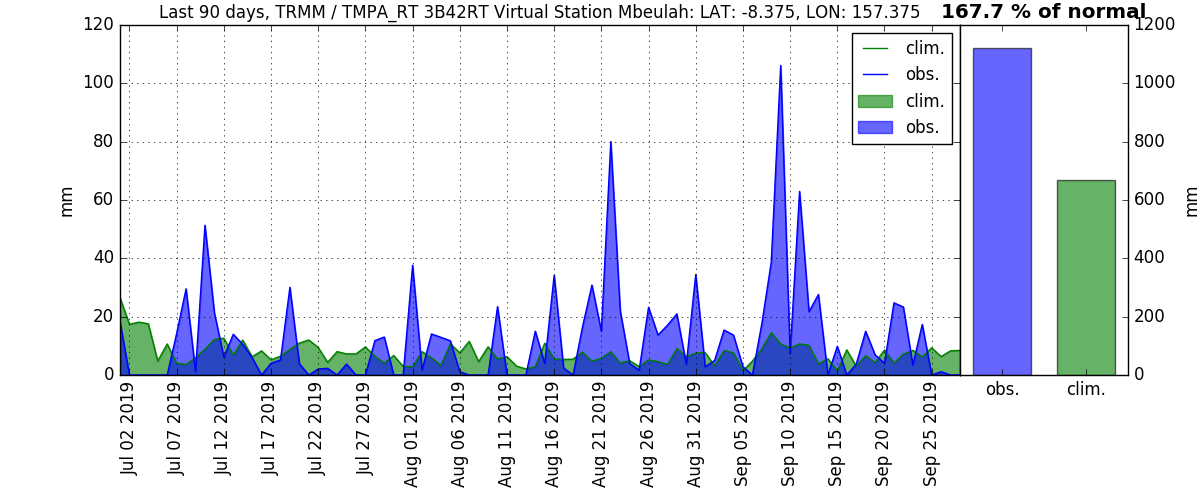 Last 90 days, TRMM / TMPA_RT 3B42RT Virtual Station Mbeulah: LAT: -8.375, LON: 157.375
167.7 % of normal
120
100
80
60
40
20
0
mm
clim.
obs.
clim.
obs.
1200
1000
800
600
400
200
0
mm
obs.
clim.
Jul 02 2019
Jul 07 2019
Jul 12 2019
Jul 17 2019
Jul 22 2019
Jul 27 2019
Aug 01 2019
Aug 06 2019
Aug 11 2019
Aug 16 2019
Aug 21 2019
Aug 26 2019
Aug 31 2019
Sep 05 2019
Sep 10 2019
Sep 15 2019
Sep 20 2019
Sep 25 2019